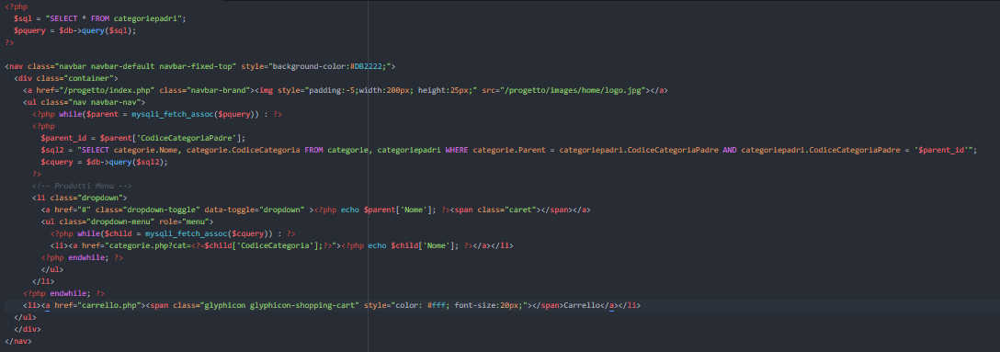 <?php
$sql = "SELECT * FROM categoriepadri";
$pquery = $db->query($sql);
?>
<nav class="navbar navbar-default navbar-fixed-top" style="background-color:#DB2222;">
<div class="container">
<a href="/progetto/index.php" class="navbar-brand"><img style="padding:-5;width:200px; height:25px;" src="/progetto/images/home/logo.jpg"></a>
<ul class="nav navbar-nav">
<?php while($parent = mysqli_fetch_assoc($pquery)) : ?>
<?php
$parent_id = $parent['CodiceCategoriaPadre'];
$sql2 = "SELECT categorie.Nome, categorie.CodiceCategoria FROM categorie, categoriepadri WHERE categorie.Parent = categoriepadri.CodiceCategoriaPadre AND categoriepadri.CodiceCategoriaPadre = '$parent_id'";
$cquery = $db->query($sql2);
?>
<!-- Prodotti Menu -->
<li class="dropdown">
<a href="#" class="dropdown-toggle" data-toggle="dropdown" ><?php echo $parent['Nome']; ?><span class="caret"></span></a>
<ul class="dropdown-menu" role="menu">
<?php while($child = mysqli_fetch_assoc($cquery)) : ?>
<li><a href="categorie.php?cat=<?=$child['CodiceCategoria'];?>"><?php echo $child['Nome']; ?></a></li>
<?php endwhile; ?>
</ul>
</li>
<?php endwhile; ?>
<li><a href="carrello.php"><span class="glyphicon glyphicon-shopping-cart" style="color: #fff; font-size:20px;"></span>Carrello</a></li>
</ul>
</div>
</nav>